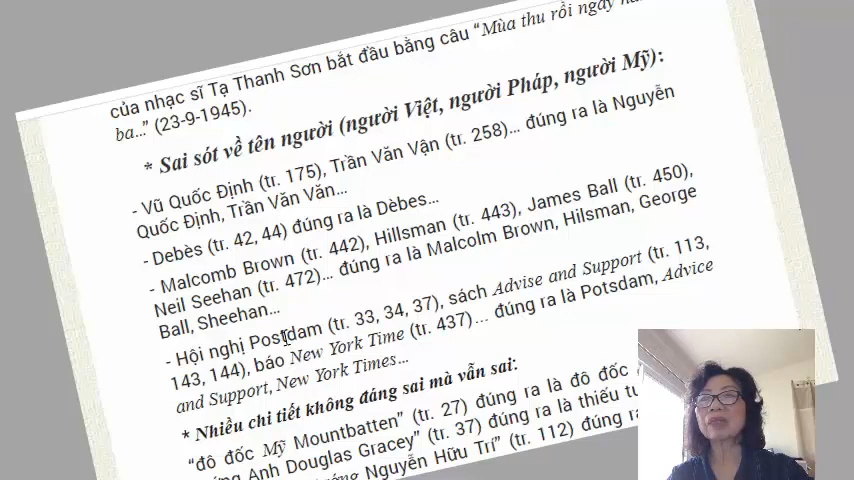 của nhạc sĩ Tạ Thanh Sơn bắt đầu bằng câu “Mùa thu rồi ngày
ba…” (23-9-1945).
* Sai sót về tên người (người Việt, người Pháp, người Mỹ):
- Vũ Quốc Định (tr. 175), Trần Văn Vận (tr. 258)… đúng ra là Nguyễn
Quốc Định, Trần Văn Văn…
- Debès (tr. 42, 44) đúng ra là Dèbes…
- Malcomb Brown (tr. 442), Hillsman (tr. 443), James Ball (tr. 450),
Neil Seehan (tr. 472)… đúng ra là Malcolm Brown, Hilsman, George
Ball, Sheehan…
- Hội nghị Postdam (tr. 33, 34, 37), sách Advise and Support (tr. 113,
143, 144), báo New York Time (tr. 437)… đúng ra là Potsdam, Advice
and Support, New York Times…
* Nhiều chi tiết không đáng sai mà vẫn sai:
“đô đốc Mỹ Mountbatten” (tr. 27) đúng ra là đô đốc
Anh Douglas Gracey” (tr. 37) đúng ra là thiếu
Nguyễn Hữu Trí” (tr. 112) đúng